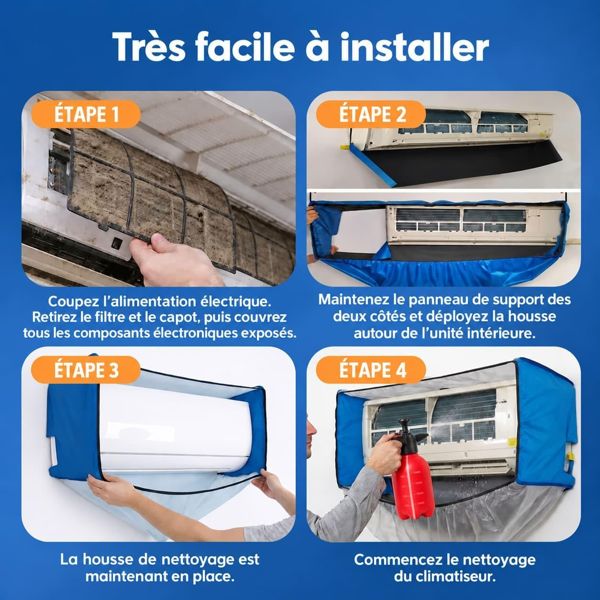 Très facile à installer
ÉTAPE 1
Coupez l'alimentation électrique.
Retirez le filtre et le capot, puis couvrez
tous les composants électroniques exposés.
ÉTAPE 2
Maintenez le panneau de support des
deux côtés et déployez la housse
autour de l'unité intérieure.
ÉTAPE 3
La housse de nettoyage est
maintenant en place.
ÉTAPE 4
Commencez le nettoyage
du climatiseur.